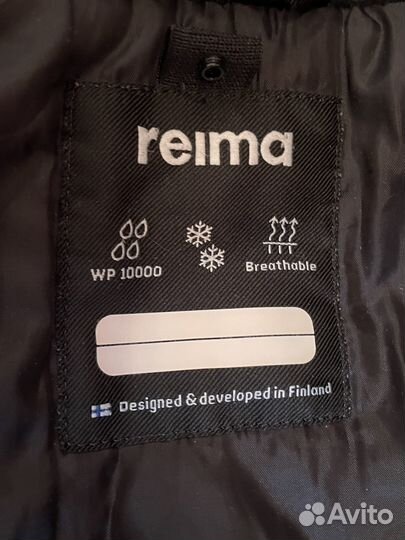 reima
WP 10000
Breathable
Designed & developed in Finland
Avito